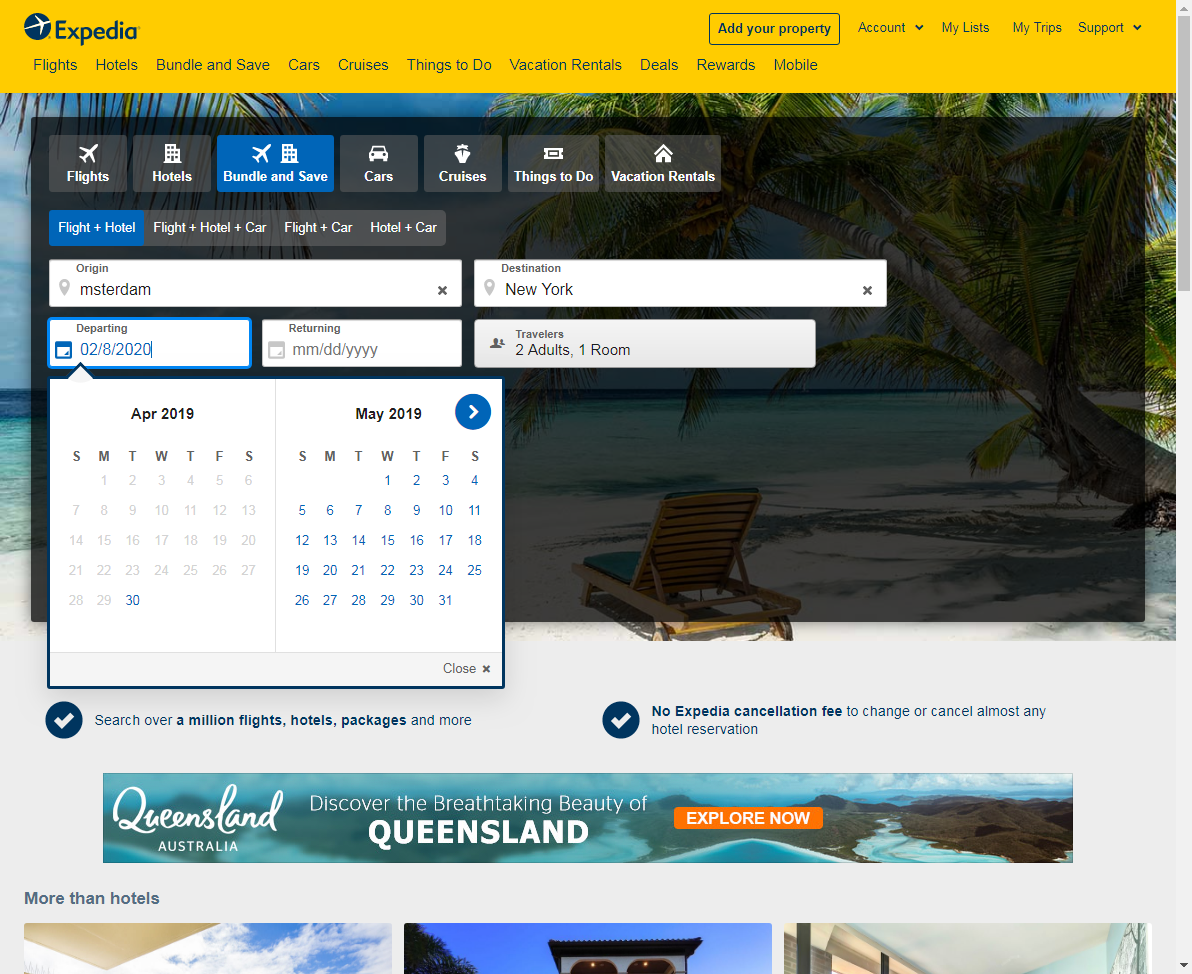 Expedia
Add your property
Account
My Lists
My Trips
Support
Flights
Hotels
Bundle and Save
Cars
Cruises
Things to Do
Vacation Rentals
Deals
Rewards
Mobile
Flights
Hotels
Bundle and Save
Cars
Cruises
Things to Do
Vacation Rentals
Flight + Hotel
Flight + Hotel + Car
Flight + Car
Hotel + Car
Origin
msterdam
Destination
New York
Departing
02/8/2020
Returning
mm/dd/yyyy
Travelers
2 Adults, 1 Room
Apr 2019
S M T W T F S
1 2 3 4 5 6
7 8 9 10 11 12 13
14 15 16 17 18 19 20
21 22 23 24 25 26 27
28 29 30
May 2019
S M T W T F S
1 2 3 4
5 6 7 8 9 10 11
12 13 14 15 16 17 18
19 20 21 22 23 24 25
26 27 28 29 30 31
Close
Search over a million flights, hotels, packages and more
No Expedia cancellation fee to change or cancel almost any
hotel reservation
Queensland
AUSTRALIA
Discover the Breathtaking Beauty of
QUEENSLAND
EXPLORE NOW
More than hotels